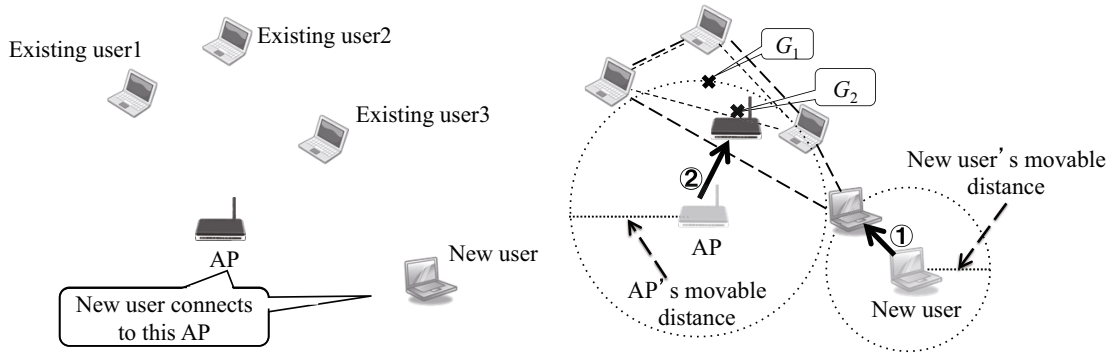 Existing user1
Existing user2
Existing user3
AP
New user
New user connects
to this AP
G1
G2
②
①
New user's movable
distance
AP
AP's movable
distance
New user